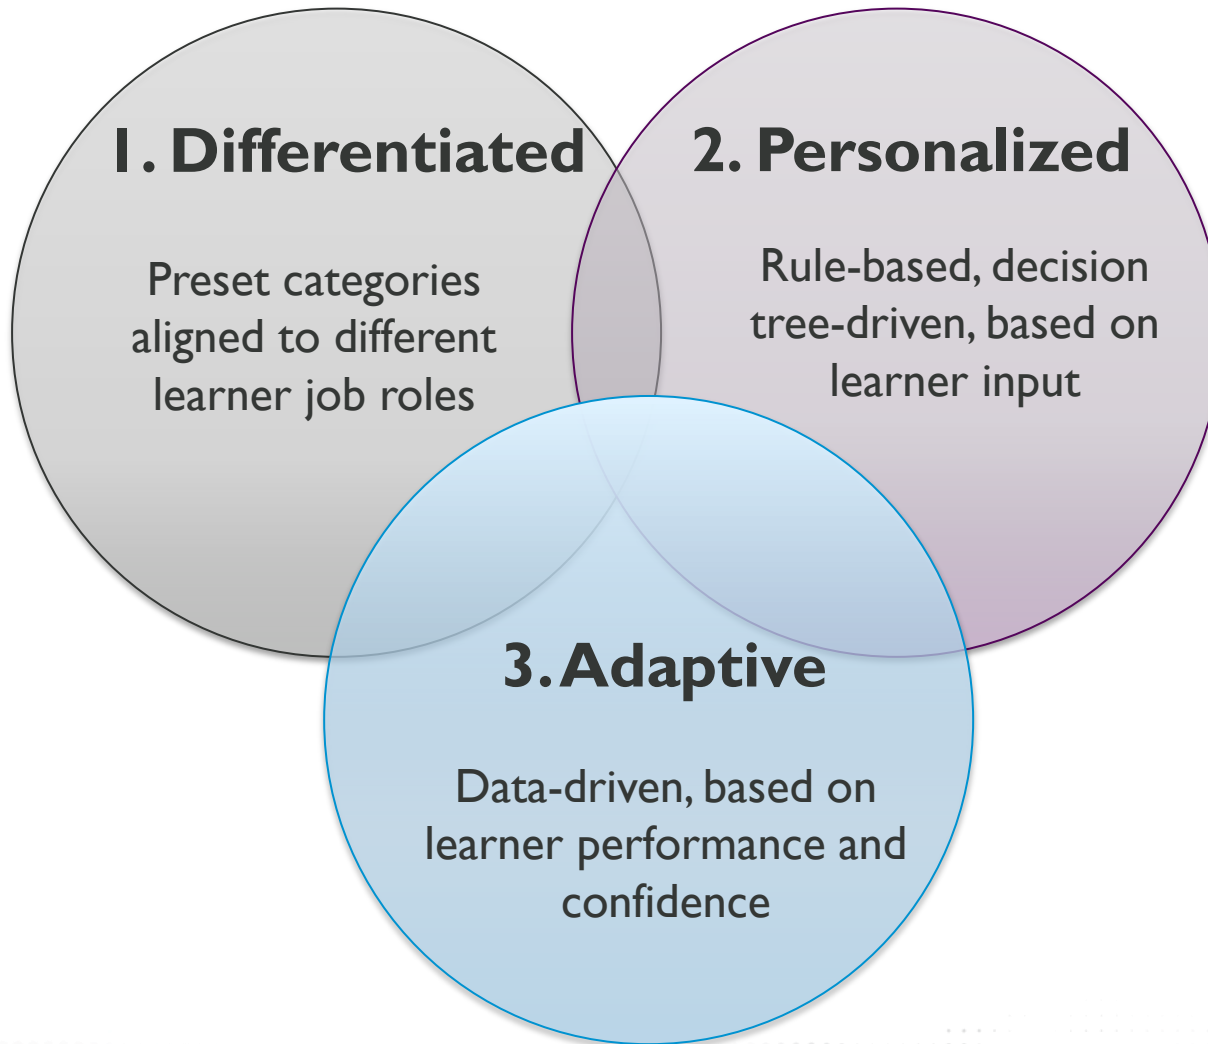 1. Differentiated
Preset categories
aligned to different
learner job roles
2. Personalized
Rule-based, decision
tree-driven, based on
learner input
3. Adaptive
Data-driven, based on
learner performance and
confidence